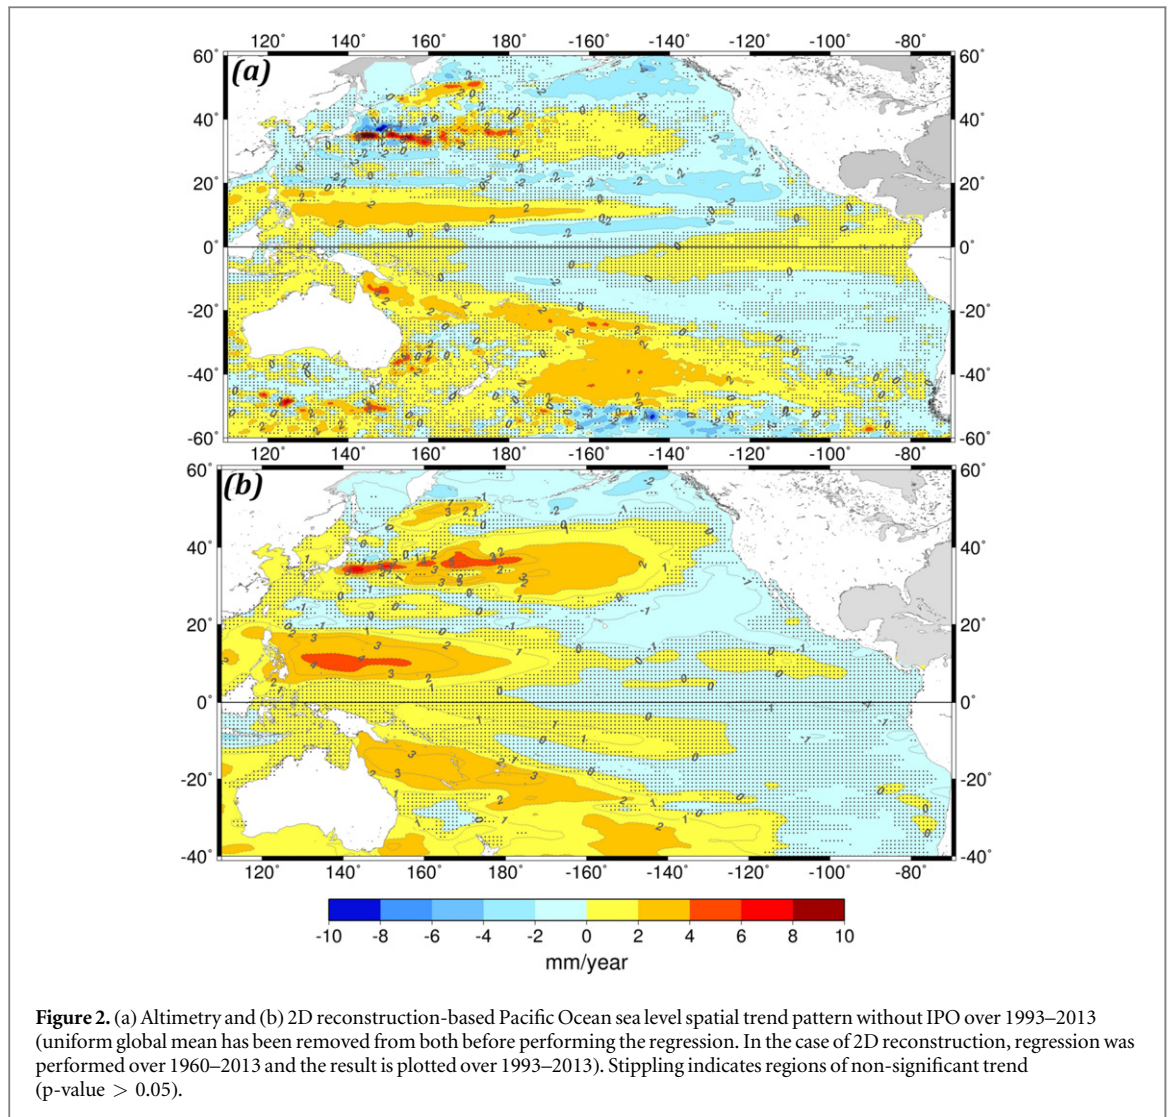 120° 140° 160° 180° -160° -140° -120° -100° -80°
(a)
60° 60°
40° 40°
20° 20°
0° 0°
-20° -20°
-40° -40°
-60° -60°
120° 140° 160° 180° -160° -140° -120° -100° -80°
(b)
60° 60°
40° 40°
20° 20°
0° 0°
-20° -20°
-40° -40°
120° 140° 160° 180° -160° -140° -120° -100° -80°
-10 -8 -6 -4 -2 0 2 4 6 8 10
mm/year
Figure 2. (a) Altimetry and (b) 2D reconstruction-based Pacific Ocean sea level spatial trend pattern without IPO over 1993–2013
(uniform global mean has been removed from both before performing the regression. In the case of 2D reconstruction, regression was
performed over 1960–2013 and the result is plotted over 1993–2013). Stippling indicates regions of non-significant trend
(p-value > 0.05).